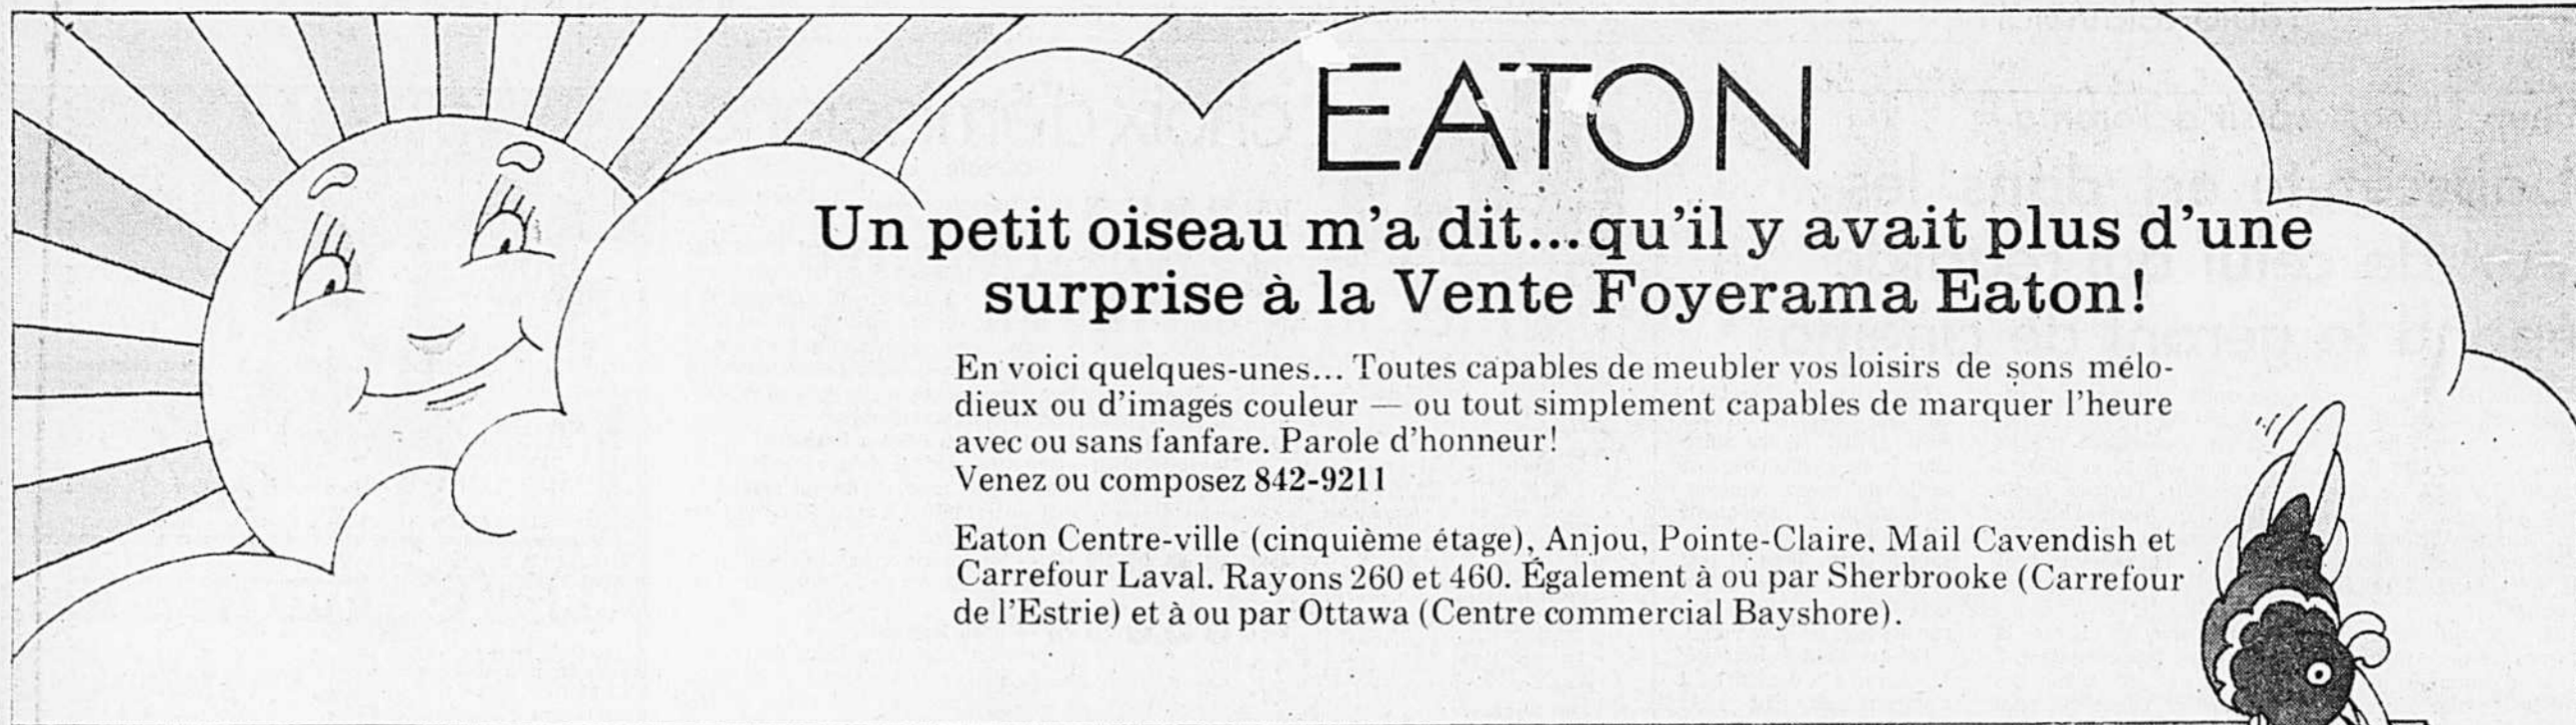 EATON
Un petit oiseau m'a dit...qu'il y avait plus d'une
surprise à la Vente Foyerama Eaton!
En voici quelques-unes... Toutes capables de meubler vos loisirs de sons mélo-
dieux ou d'images couleur — ou tout simplement capables de marquer l'heure
avec ou sans fanfare. Parole d'honneur!
Venez ou composez 842-9211
Eaton Centre-ville (cinquième étage), Anjou, Pointe-Claire, Mail Cavendish et
Carrefour Laval. Rayons 260 et 460. Également à ou par Sherbrooke (Carrefour
de l'Estrie) et à ou par Ottawa (Centre commercial Bayshore).